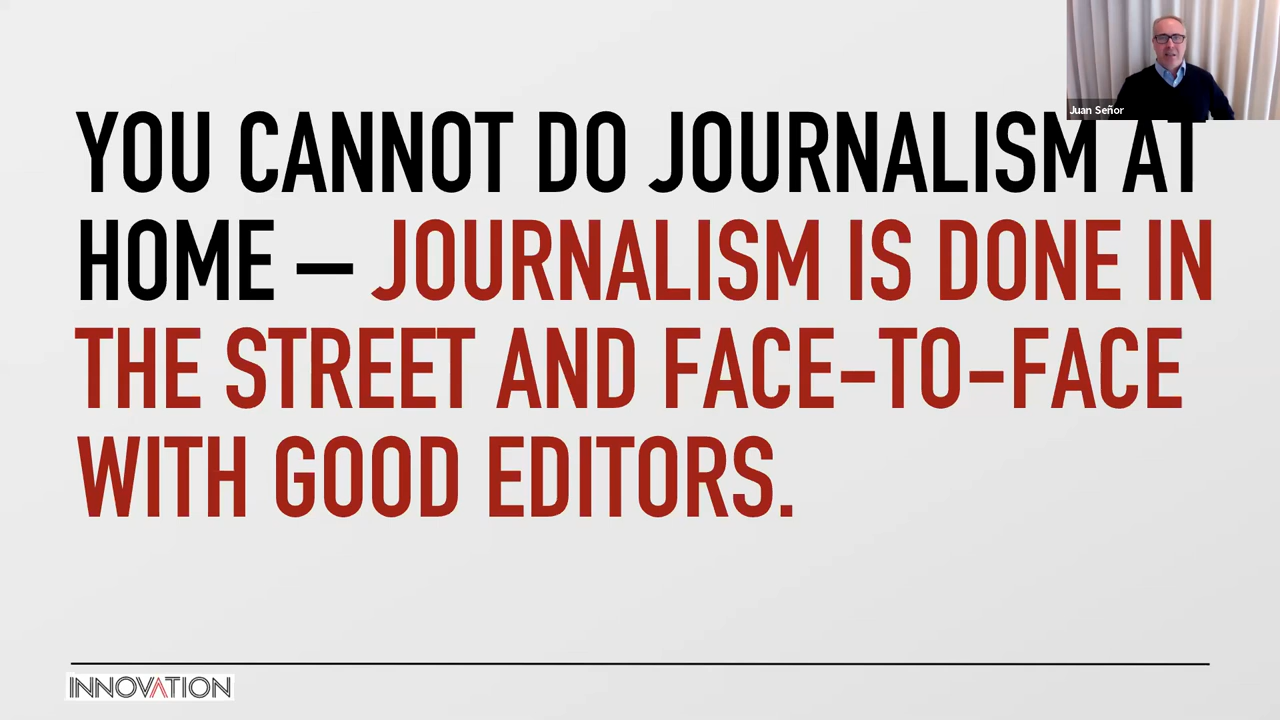 Juan Señor
YOU CANNOT DO JOURNALISM AT
HOME – JOURNALISM IS DONE IN
THE STREET AND FACE-TO-FACE
WITH GOOD EDITORS.
INNOVATION